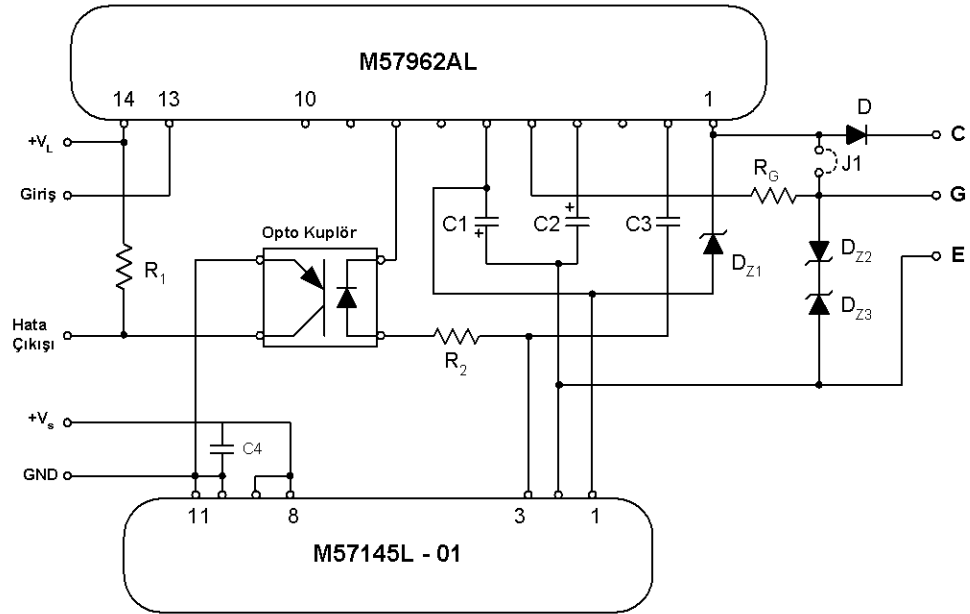 M57962AL
14 13 10 1
D
+VL
C
J1
Giriş
RG
G
C1
+
+
C2
C3
Opto Kuplör
DZ1
DZ2
E
R1
DZ3
Hata
Çıkışı
R2
+Vs
C4
GND
11 8 3 1
M57145L - 01